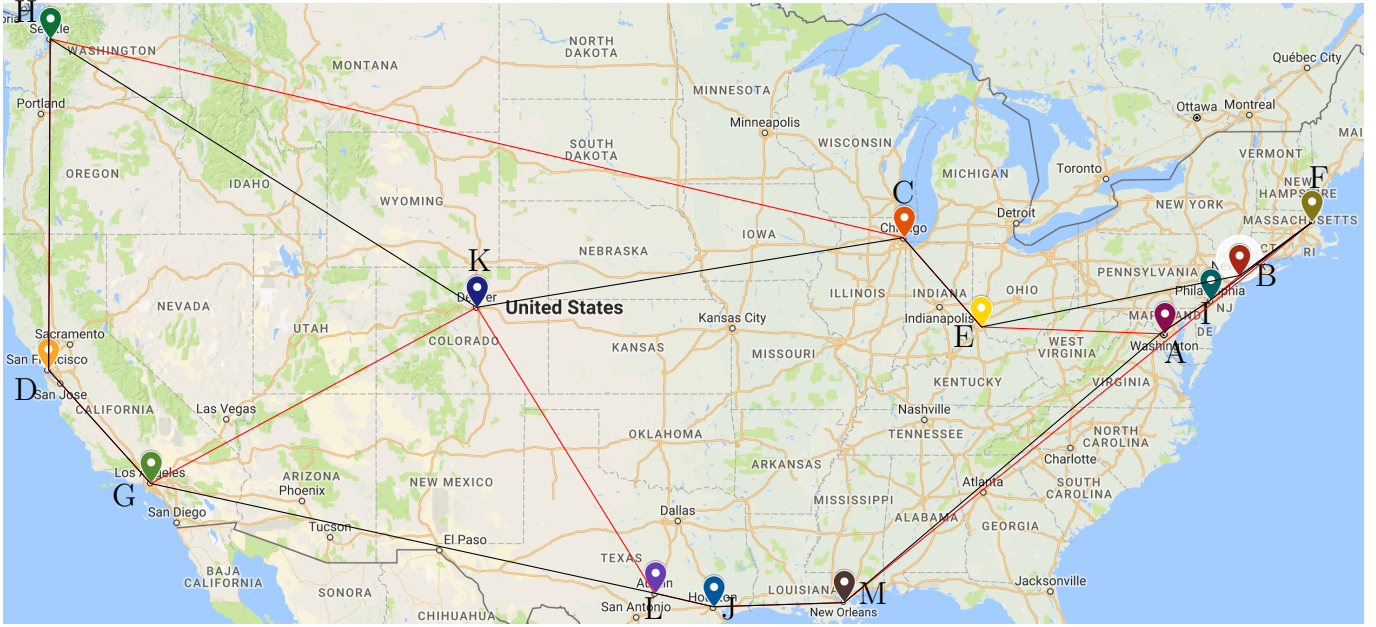 H
Seattle
WASHINGTON
Portland
OREGON
IDAHO
MONTANA
WYOMING
NORTH
DAKOTA
SOUTH
DAKOTA
MINNESOTA
Minneapolis
WISCONSIN
MICHIGAN
Québec City
Ottawa
Montreal
MAI
VERMONT
Toronto
NEW
HAMPSHIRE
F
MASSACHUSETTS
NEW YORK
CT
RI
Detroit
C
Chicago
IOWA
NEBRASKA
K
Denver
United States
COLORADO
NEVADA
UTAH
Sacramento
San Francisco
D
San Jose
CALIFORNIA
Las Vegas
Los Angeles
G
San Diego
ARIZONA
Phoenix
Tucson
NEW MEXICO
El Paso
BAJA
CALIFORNIA
SONORA
CHIHUAHUA
KANSAS
Kansas City
MISSOURI
ILLINOIS
INDIANA
Indianapolis
E
OHIO
PENNSYLVANIA
B
Philadelphia
I
NJ
MARYLAND
DE
Washington
A
WEST
VIRGINIA
VIRGINIA
KENTUCKY
Nashville
TENNESSEE
NORTH
CAROLINA
Charlotte
SOUTH
CAROLINA
Atlanta
GEORGIA
ALABAMA
MISSISSIPPI
ARKANSAS
OKLAHOMA
Dallas
TEXAS
Austin
San Antonio
L
Houston
J
LOUISIANA
M
New Orleans
Jacksonville